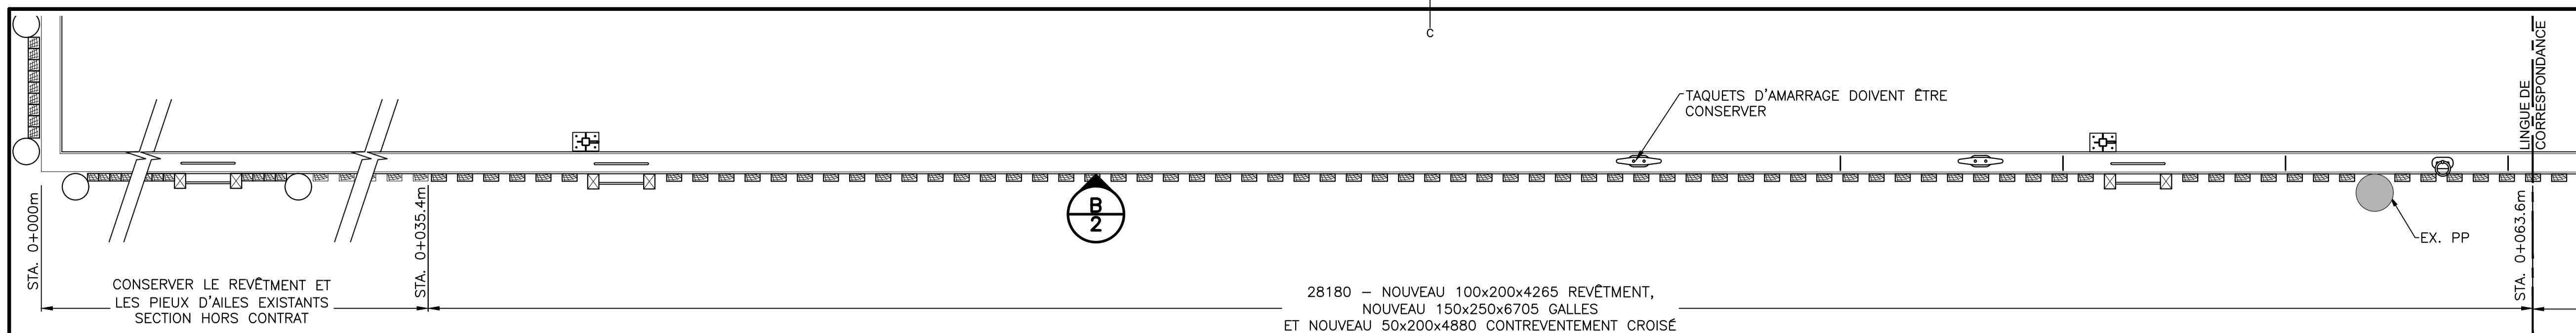 C
TAQUETS D'AMARRAGE DOIVENT ÊTRE
CONSERVER
LINGUE DE
CORRESPONDANCE
STA. 0+000m
STA. 0+035.4m
B
2
EX. PP
STA. 0+063.6m
CONSERVER LE REVÊTMENT ET
LES PIEUX D'AILES EXISTANTS
SECTION HORS CONTRAT
28180 – NOUVEAU 100x200x4265 REVÊTMENT,
NOUVEAU 150x250x6705 GALLES
ET NOUVEAU 50x200x4880 CONTREVENTEMENT CROISÉ